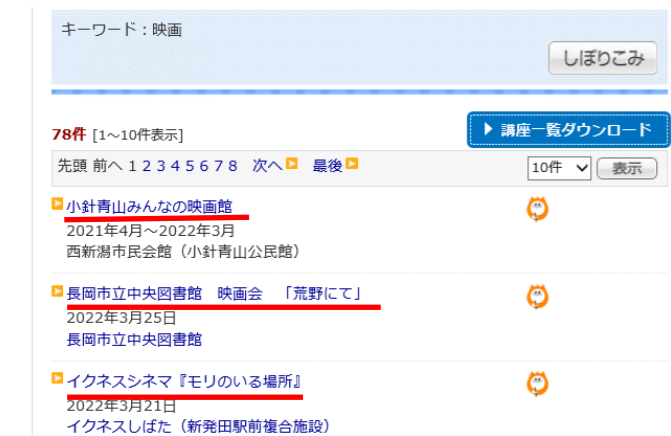 キーワード：映画
しぼりこみ
78件 [1～10件表示]
講座一覧ダウンロード
先頭 前へ 1 2 3 4 5 6 7 8 次へ 最後
10件 表示
小針青山みんなの映画館
2021年4月～2022年3月
西新潟市民会館（小針青山公民館）
長岡市立中央図書館 映画会 「荒野にて」
2022年3月25日
長岡市立中央図書館
イクネスシネマ『モリのいる場所』
2022年3月21日
イクネスしばた（新発田駅前複合施設）